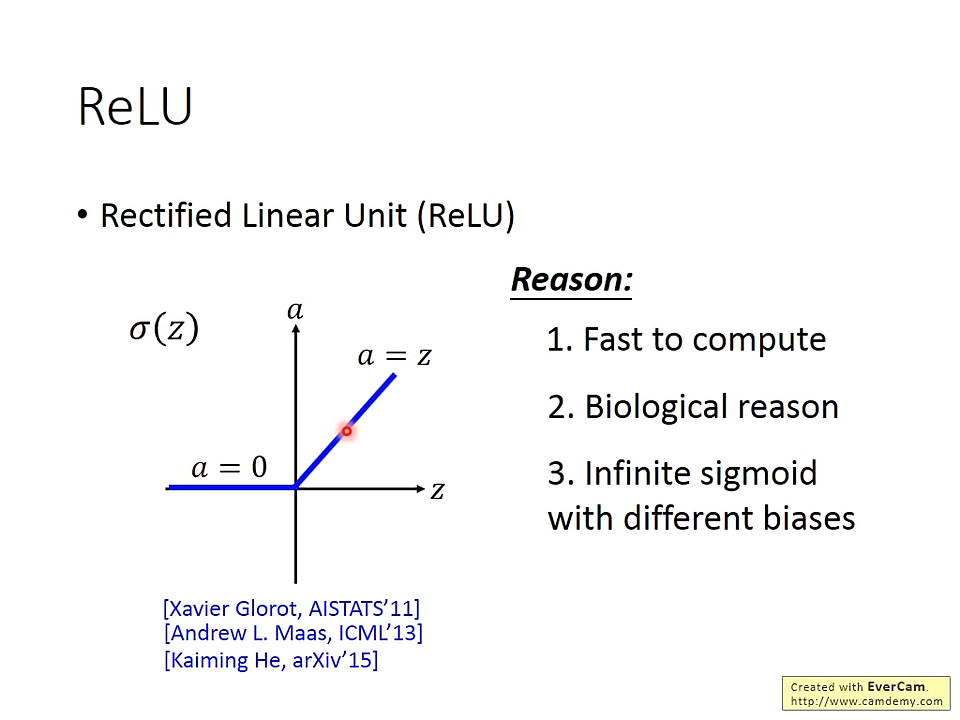 ReLU
• Rectified Linear Unit (ReLU)
Reason:
σ(z)
a
a = z
a = 0
z
1. Fast to compute
2. Biological reason
3. Infinite sigmoid
with different biases
[Xavier Glorot, AISTATS'11]
[Andrew L. Maas, ICML'13]
[Kaiming He, arXiv'15]
Created with EverCam.
http://www.camdemy.com